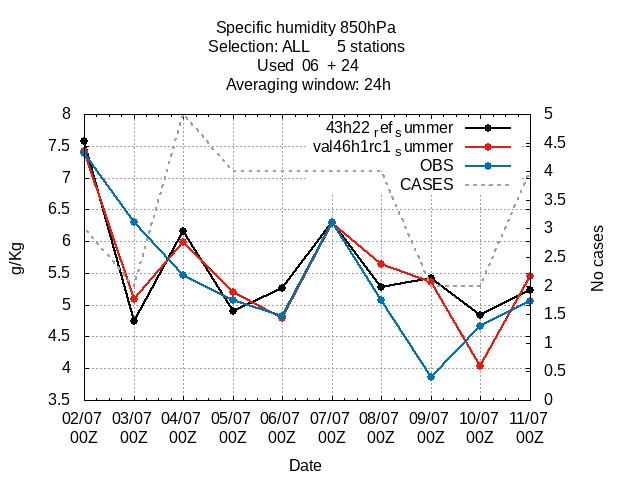 Specific humidity 850hPa
Selection: ALL      5 stations
Used  06  + 24
Averaging window: 24h
43h22 refsummer
val46h1rc1 summer
OBS
CASES
8
7.5
7
6.5
6
5.5
5
4.5
4
3.5
g/Kg
5
4.5
4
3.5
3
2.5
2
1.5
1
0.5
0
No cases
02/07 03/07 04/07 05/07 06/07 07/07 08/07 09/07 10/07 11/07
00Z 00Z 00Z 00Z 00Z 00Z 00Z 00Z 00Z 00Z
Date